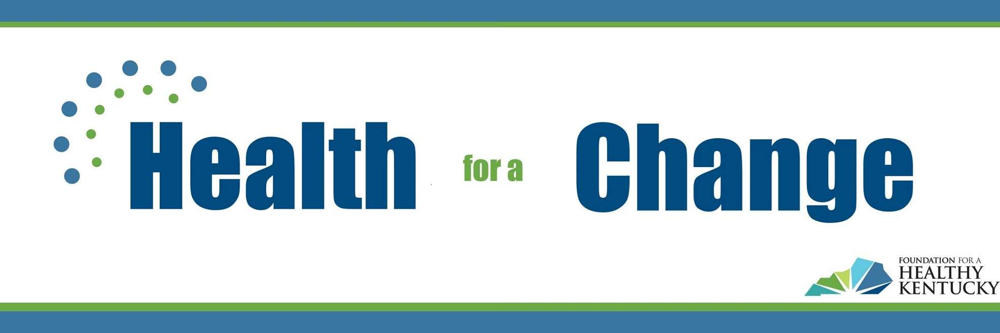 Health for a Change
FOUNDATION FOR A
HEALTHY
KENTUCKY